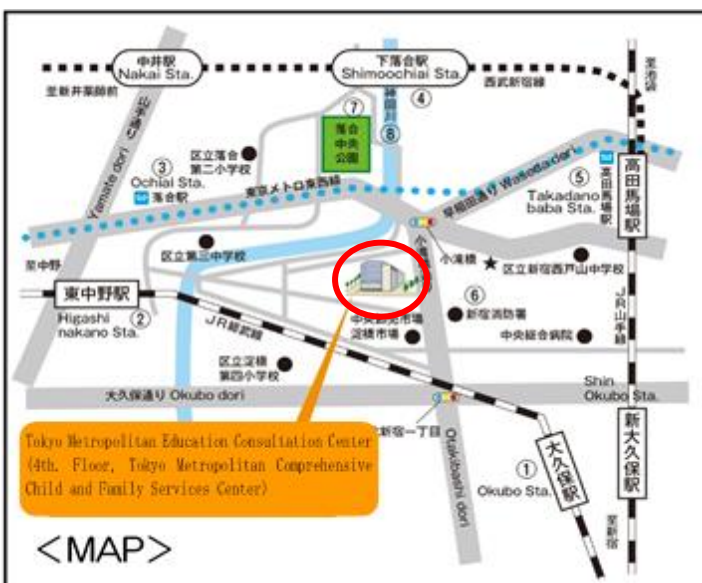 中井駅
Nakai Sta.
下落合駅
Shimoochiai Sta.
至新井薬師前
西武新宿線
至池袋
山手通り
Yamate dori
⑦
落合
中央
公園
神田川
⑧
④
③
Ochiai Sta.
落合駅
区立落合
第二小学校
東京メトロ東西線
早稲田通り Wasedadori
⑤
Takadano
baba Sta.
高田馬場駅
高田馬場駅
小滝橋
区立新宿西戸山中学校
至中野
区立第三中学校
東中野駅
Higashi
nakano Sta.
②
JR総武線
⑥
新宿消防署
淀橋市場
中央総合病院
JR山手線
区立淀橋
第四小学校
大久保通り Okubo dori
Shin
Okubo Sta.
新大久保駅
新宿一丁目
Otakibashi dori
①
Okubo Sta.
大久保駅
至新宿
Tokyo Metropolitan Education Consultation Center
(4th. Floor, Tokyo Metropolitan Comprehensive
Child and Family Services Center)
<MAP>